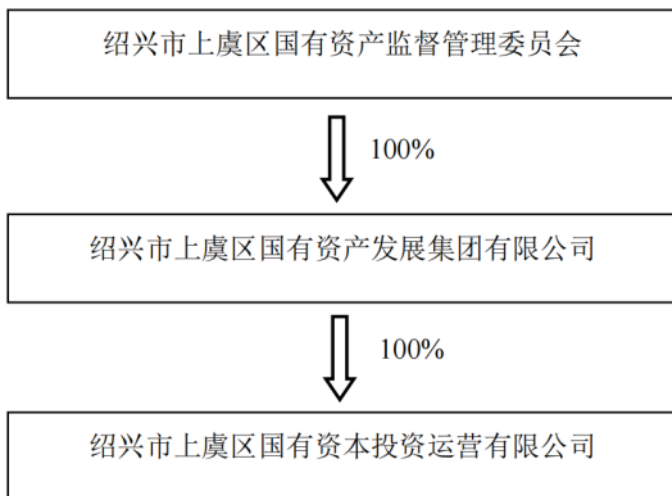 绍兴市上虞区国有资产监督管理委员会
100%
绍兴市上虞区国有资产发展集团有限公司
100%
绍兴市上虞区国有资本投资运营有限公司